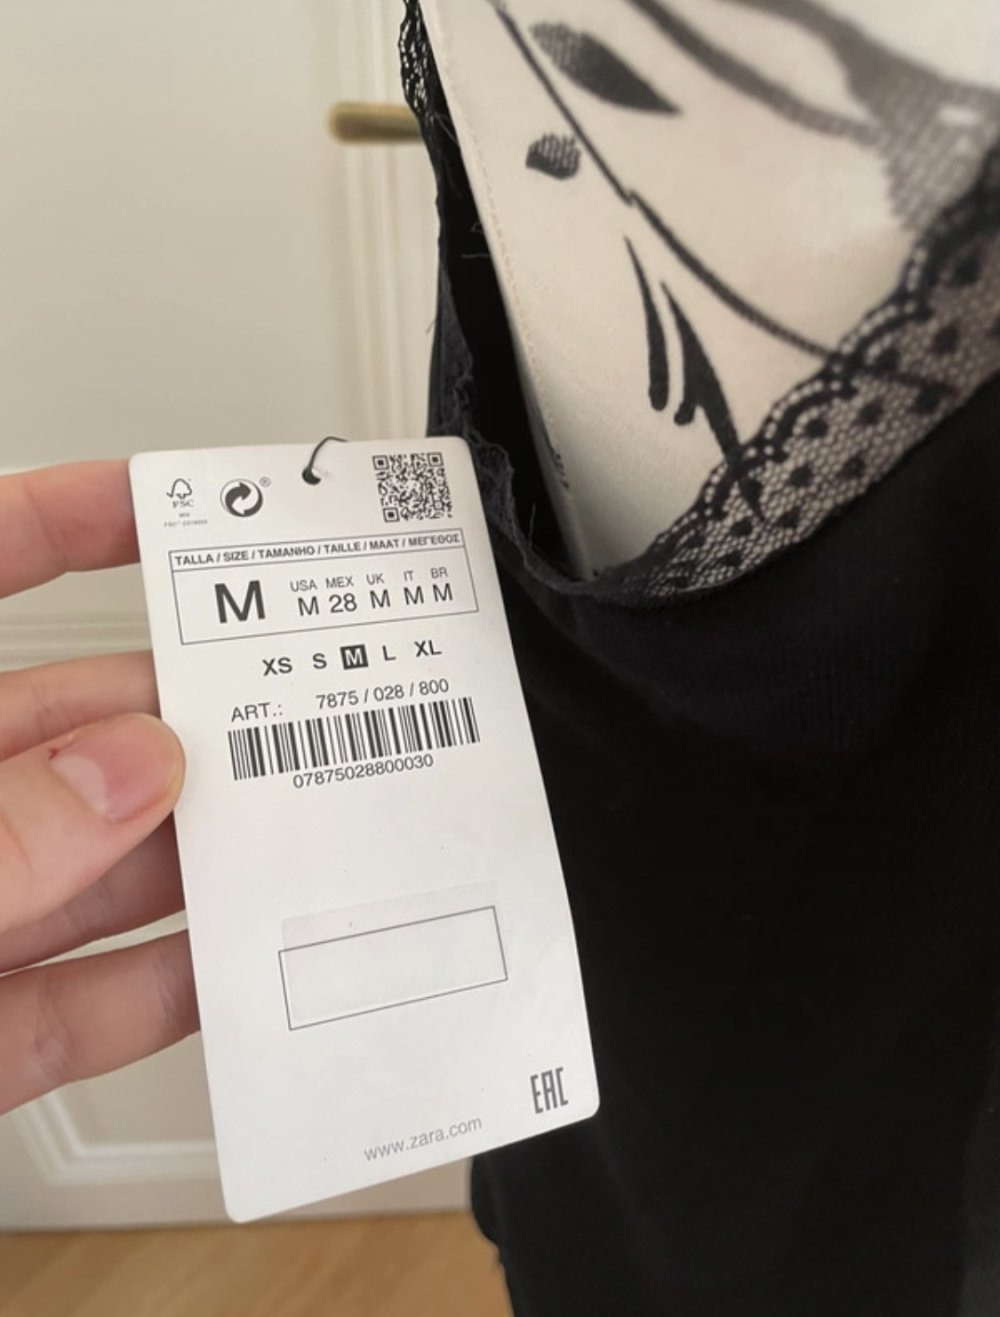 FSC
®
TALLA / SIZE / TAMANHO / TAILLE / MAAT / ΜΕΓΕΘΟΣ
M
USA MEX UK IT BR
M 28 M M M
XS S M L XL
ART.: 7875 / 028 / 800
07875028800030
EAC
www.zara.com